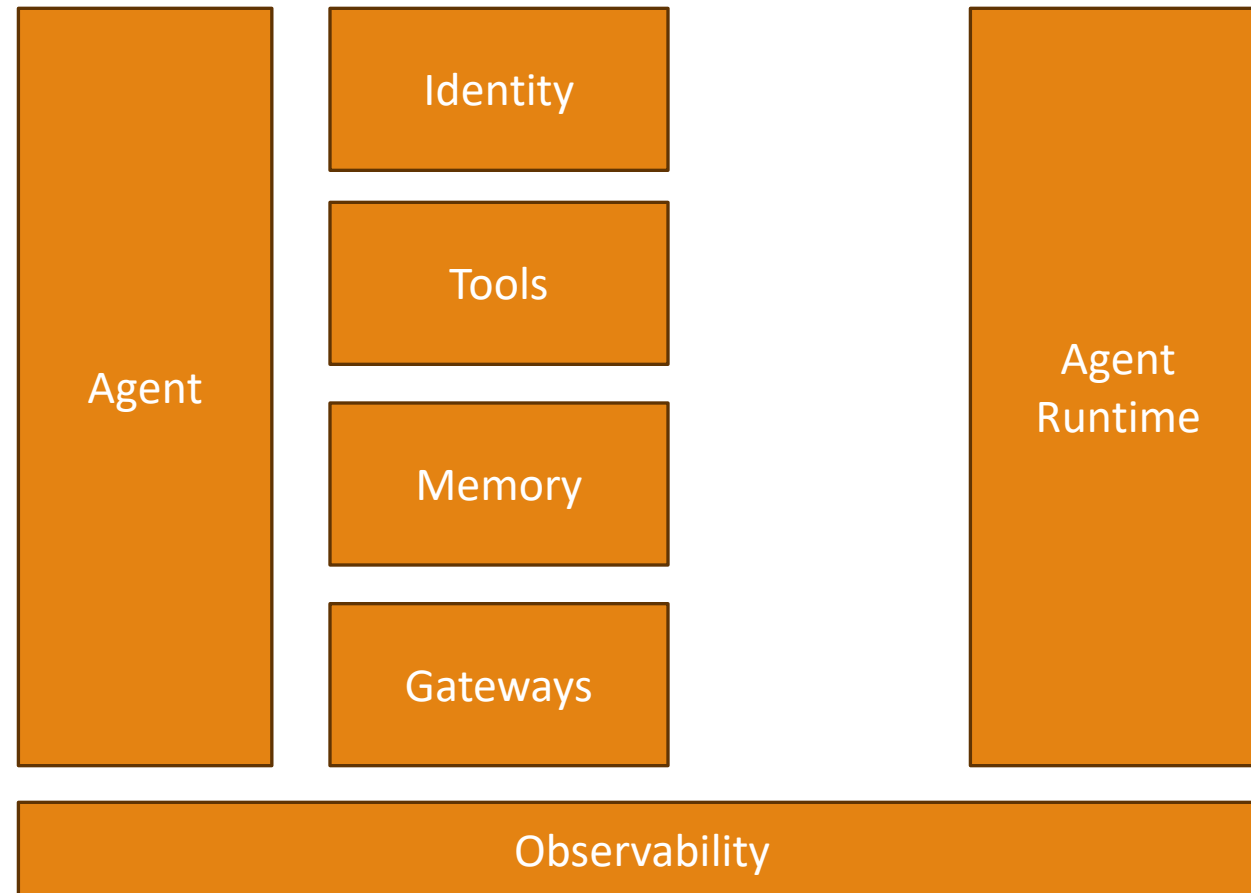 Agent
Identity
Tools
Memory
Gateways
Agent
Runtime
Observability